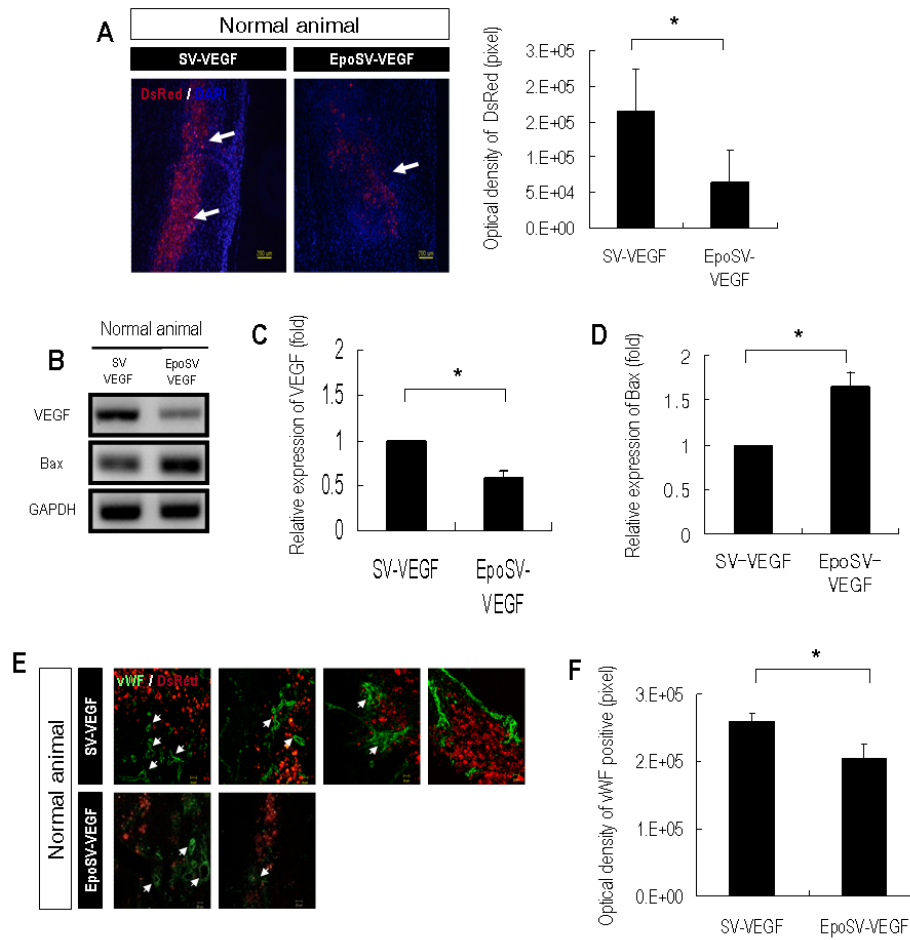 A
Normal animal
SV-VEGF
EpoSV-VEGF
DsRed / DAPI
200 um
200 um
Optical density of DsRed (pixel)
3.E+05
2.E+05
2.E+05
1.E+05
5.E+04
0.E+00
*
SV-VEGF
EpoSV-
VEGF
B
Normal animal
SV
VEGF
EpoSV
VEGF
VEGF
Bax
GAPDH
C
Relative expression of VEGF (fold)
2
1.5
1
0.5
0
*
SV-VEGF
EpoSV-
VEGF
D
Relative expression of Bax (fold)
2
1.5
1
0.5
0
*
SV-VEGF
EpoSV-
VEGF
E
Normal animal
SV-VEGF
vWF / DsRed
EpoSV-VEGF
F
Optical density of vWF positive (pixel)
3.E+05
2.E+05
1.E+05
0.E+00
*
SV-VEGF
EpoSV-VEGF